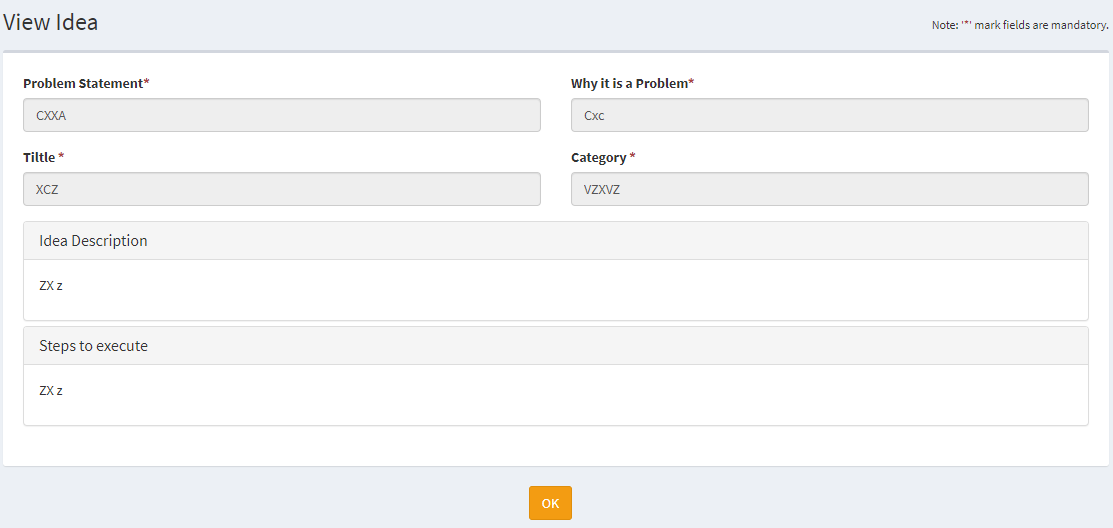 View Idea
Note: '*' mark fields are mandatory.
Problem Statement*
Why it is a Problem*
CXXA
Cxc
Tiltle *
Category *
XCZ
VZXVZ
Idea Description
ZX z
Steps to execute
ZX z
OK